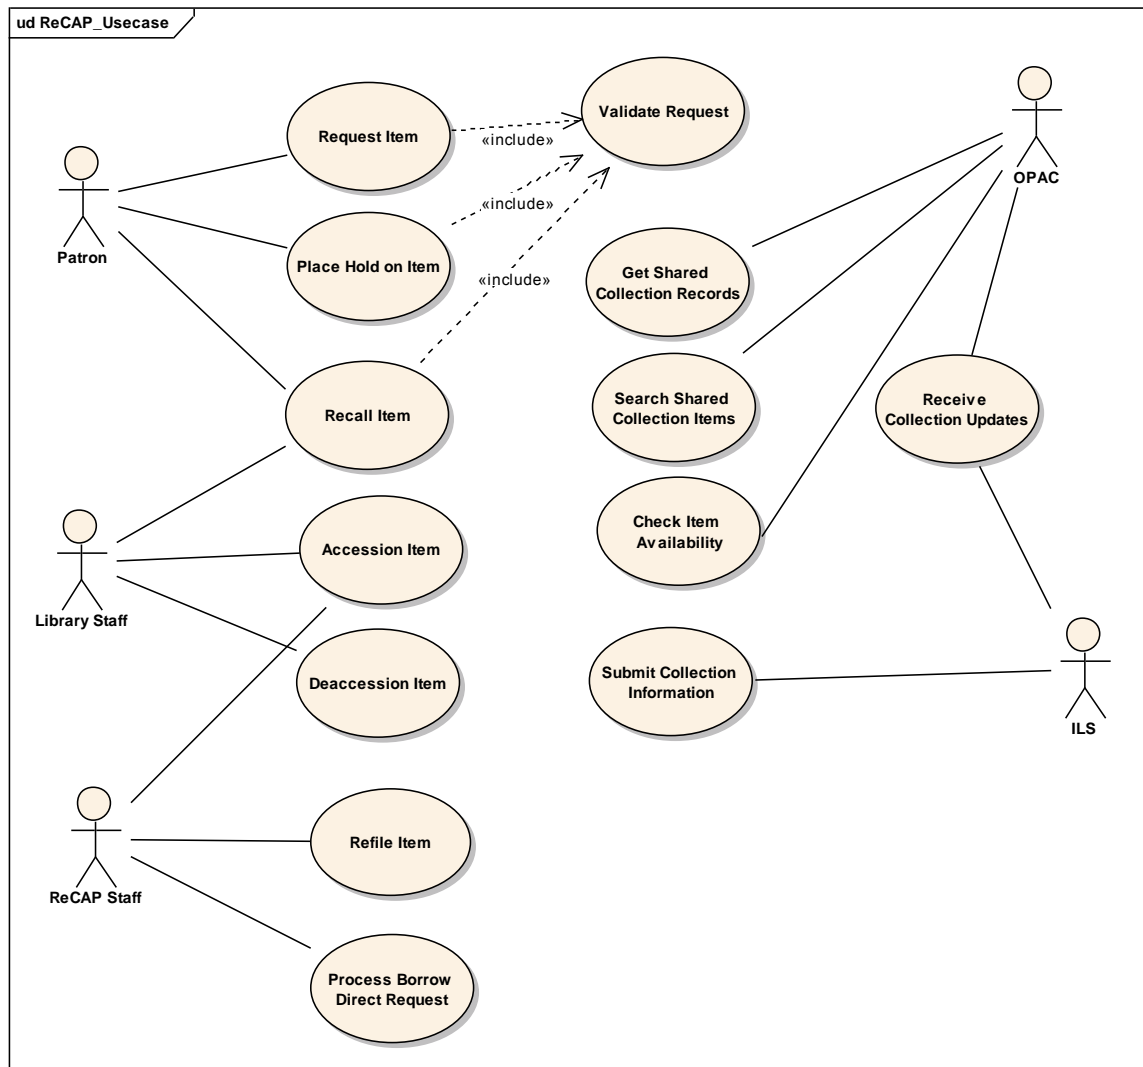 ud ReCAP_Usecase
Request Item
«include»
Validate Request
OPAC
Patron
Place Hold on Item
«include»
Get Shared
Collection Records
«include»
Recall Item
Search Shared
Collection Items
Receive
Collection Updates
Library Staff
Accession Item
Check Item
Availability
Deaccession Item
Submit Collection
Information
ILS
ReCAP Staff
Refile Item
Process Borrow
Direct Request